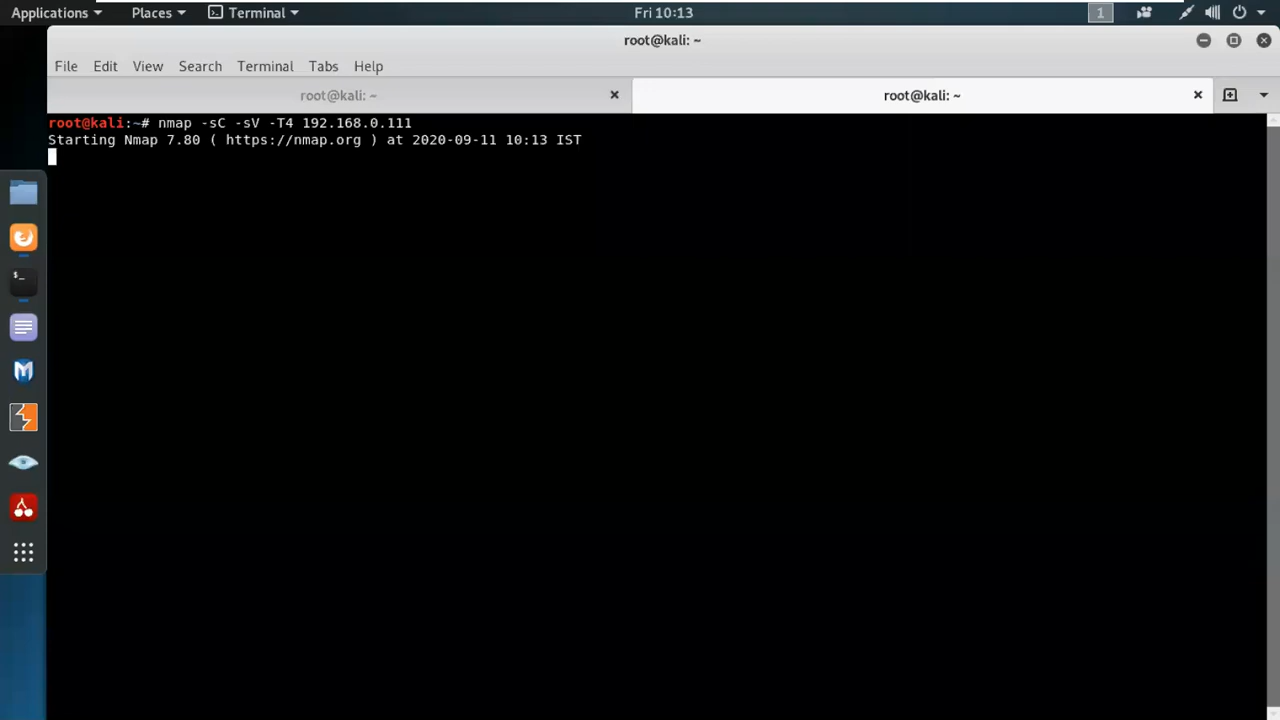 Applications Places Terminal Fri 10:13 1
root@kali: ~
File Edit View Search Terminal Tabs Help
root@kali: ~ root@kali: ~
root@kali:~# nmap -sC -sV -T4 192.168.0.111
Starting Nmap 7.80 ( https://nmap.org ) at 2020-09-11 10:13 IST
$_